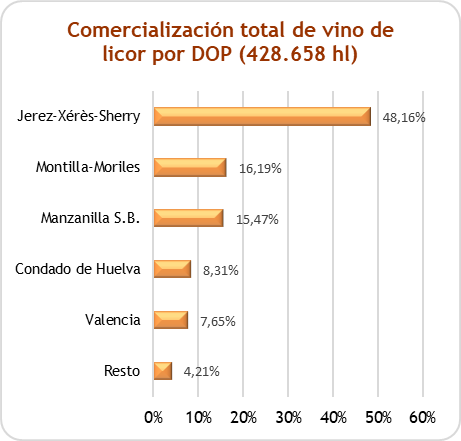 Comercialización total de vino de
licor por DOP (428.658 hl)
Jerez-Xérès-Sherry 48,16%
Montilla-Moriles 16,19%
Manzanilla S.B. 15,47%
Condado de Huelva 8,31%
Valencia 7,65%
Resto 4,21%
0% 10% 20% 30% 40% 50% 60%